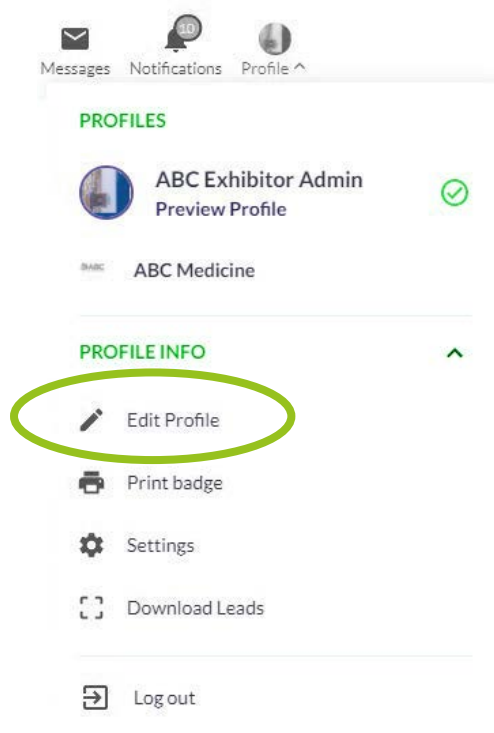 10
Messages Notifications Profile ^
PROFILES
ABC Exhibitor Admin
Preview Profile
ABC Medicine
PROFILE INFO
Edit Profile
Print badge
Settings
Download Leads
Log out